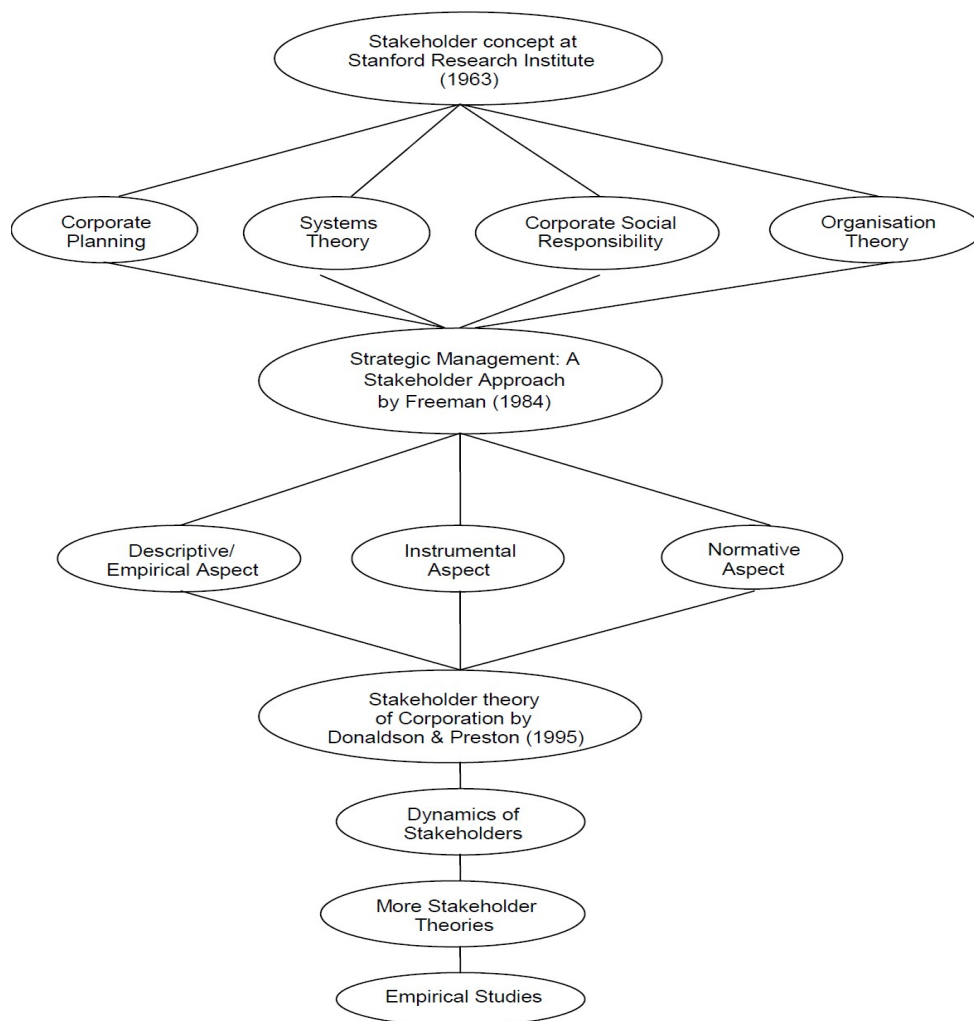 Stakeholder concept at
Stanford Research Institute
(1963)
Corporate
Planning
Systems
Theory
Corporate Social
Responsibility
Organisation
Theory
Strategic Management: A
Stakeholder Approach
by Freeman (1984)
Descriptive/
Empirical Aspect
Instrumental
Aspect
Normative
Aspect
Stakeholder theory
of Corporation by
Donaldson & Preston (1995)
Dynamics of
Stakeholders
More Stakeholder
Theories
Empirical Studies